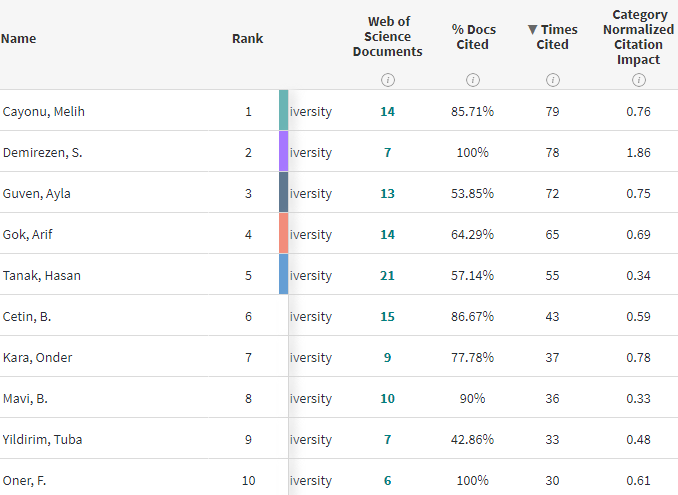 Name Rank Web of Science Documents % Docs Cited ▼ Times Cited Category Normalized Citation Impact
Cayonu, Melih 1 iversity 14 85.71% 79 0.76
Demirezen, S. 2 iversity 7 100% 78 1.86
Guven, Ayla 3 iversity 13 53.85% 72 0.75
Gok, Arif 4 iversity 14 64.29% 65 0.69
Tanak, Hasan 5 iversity 21 57.14% 55 0.34
Cetin, B. 6 iversity 15 86.67% 43 0.59
Kara, Onder 7 iversity 9 77.78% 37 0.78
Mavi, B. 8 iversity 10 90% 36 0.33
Yildirim, Tuba 9 iversity 7 42.86% 33 0.48
Oner, F. 10 iversity 6 100% 30 0.61